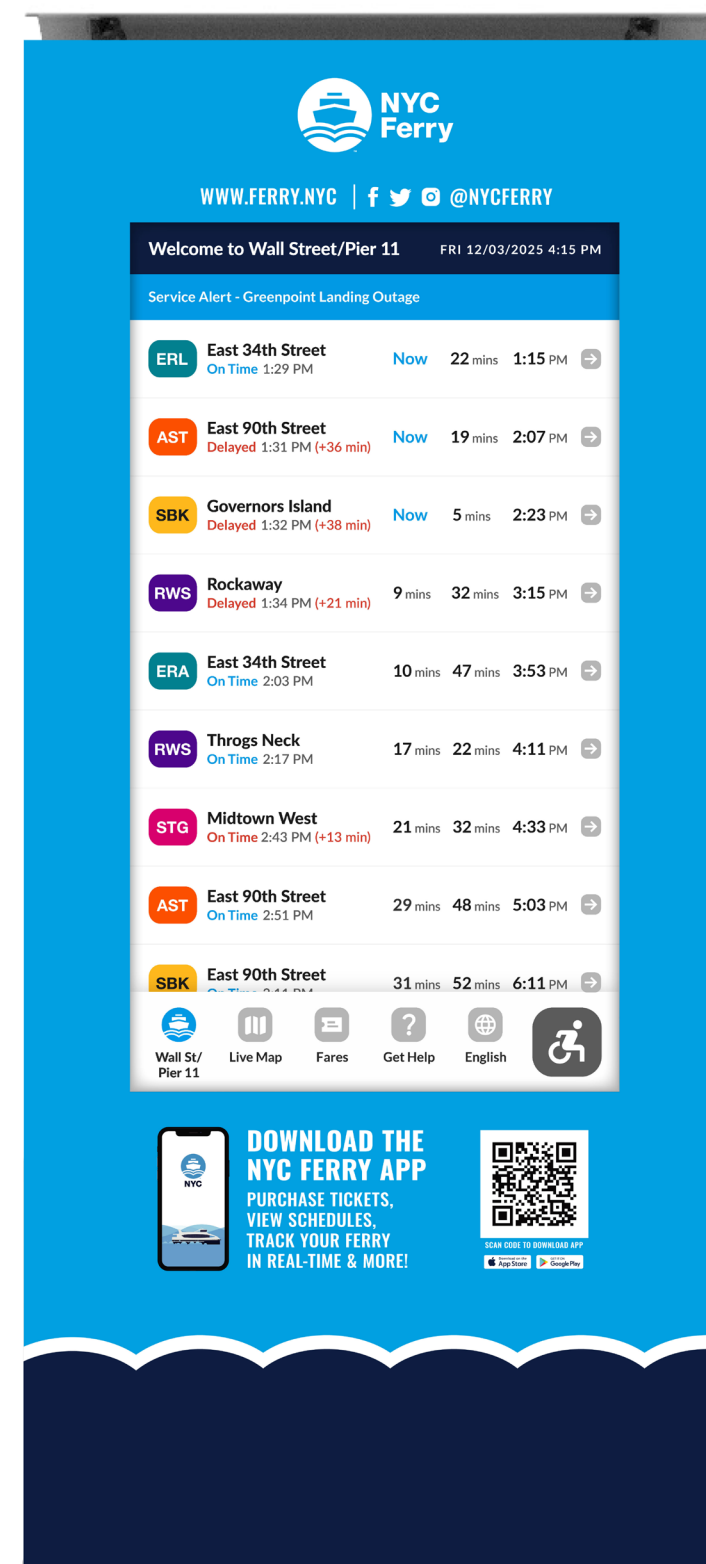 NYC
Ferry
WWW.FERRY.NYC | f @NYCFERRY
Welcome to Wall Street/Pier 11 FRI 12/03/2025 4:15 PM
Service Alert - Greenpoint Landing Outage
ERL East 34th Street Now 22 mins 1:15 PM
On Time 1:29 PM
AST East 90th Street Now 19 mins 2:07 PM
Delayed 1:31 PM (+36 min)
SBK Governors Island Now 5 mins 2:23 PM
Delayed 1:32 PM (+38 min)
RWS Rockaway 9 mins 32 mins 3:15 PM
Delayed 1:34 PM (+21 min)
ERA East 34th Street 10 mins 47 mins 3:53 PM
On Time 2:03 PM
RWS Throgs Neck 17 mins 22 mins 4:11 PM
On Time 2:17 PM
STG Midtown West 21 mins 32 mins 4:33 PM
On Time 2:43 PM (+13 min)
AST East 90th Street 29 mins 48 mins 5:03 PM
On Time 2:51 PM
SBK East 90th Street 31 mins 52 mins 6:11 PM
Wall St/ Live Map Fares Get Help English
Pier 11
NYC
DOWNLOAD THE
NYC FERRY APP
PURCHASE TICKETS,
VIEW SCHEDULES,
TRACK YOUR FERRY
IN REAL-TIME & MORE!
SCAN CODE TO DOWNLOAD APP
Download on the App Store
GET IT ON Google Play